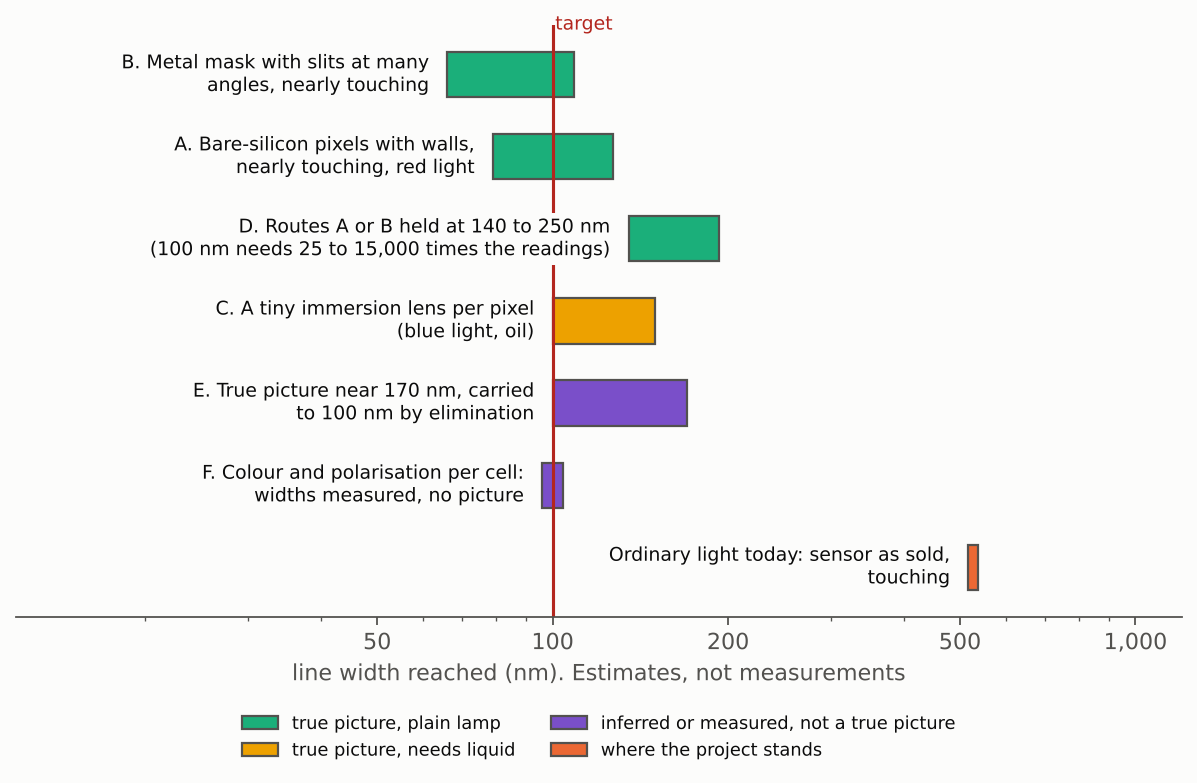 target
B. Metal mask with slits at many
angles, nearly touching
A. Bare-silicon pixels with walls,
nearly touching, red light
D. Routes A or B held at 140 to 250 nm
(100 nm needs 25 to 15,000 times the readings)
C. A tiny immersion lens per pixel
(blue light, oil)
E. True picture near 170 nm, carried
to 100 nm by elimination
F. Colour and polarisation per cell:
widths measured, no picture
Ordinary light today: sensor as sold,
touching
50 100 200 500 1,000
line width reached (nm). Estimates, not measurements
true picture, plain lamp
true picture, needs liquid
inferred or measured, not a true picture
where the project stands